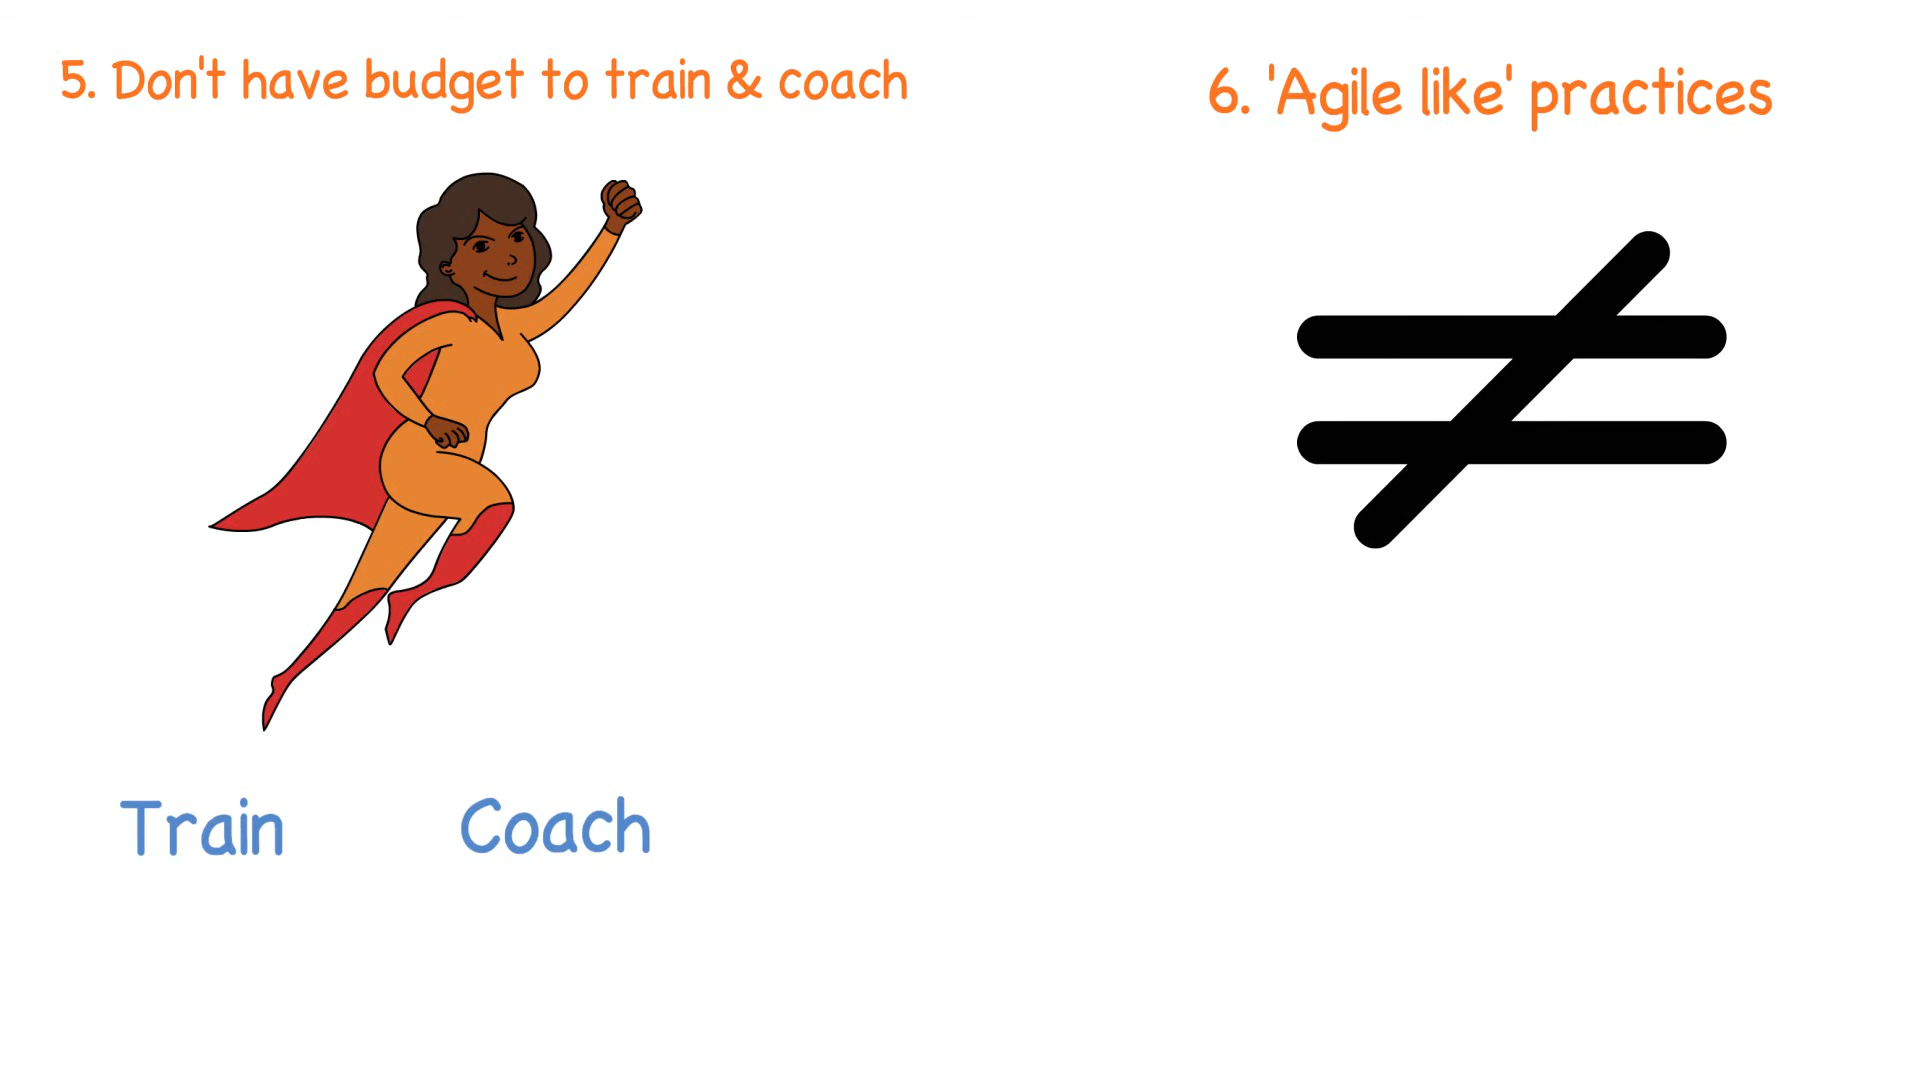 5. Don't have budget to train & coach
6. 'Agile like' practices
Train
Coach